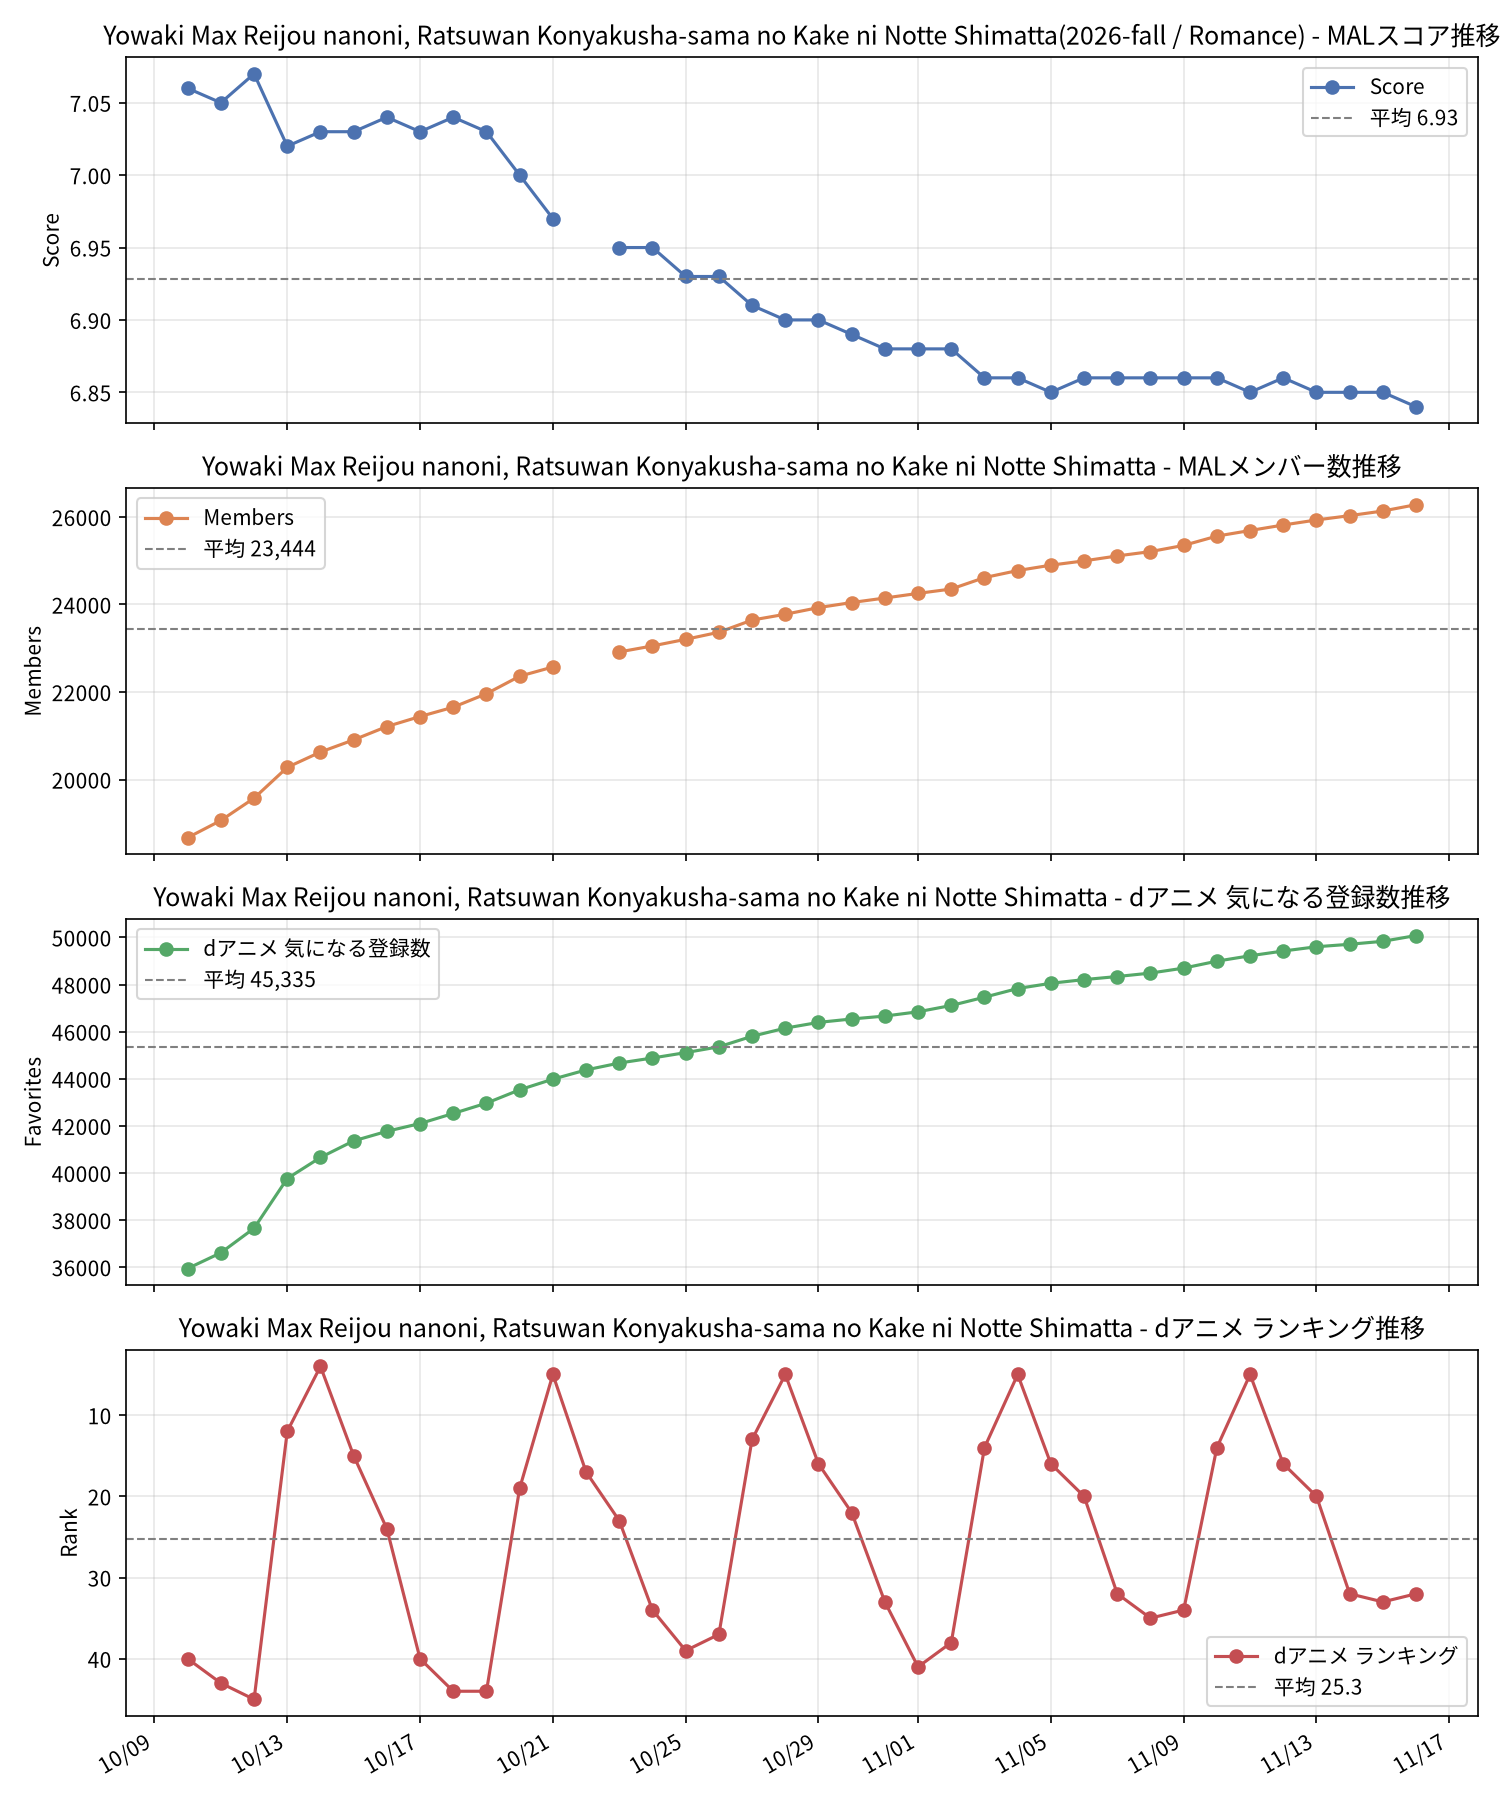 Yowaki Max Reijou nanoni, Ratsuwan Konyakusha-sama no Kake ni Notte Shimatta(2026-fall / Romance) - MALスコア推移
Score
平均 6.93
7.05
7.00
6.95
6.90
6.85
Score
Yowaki Max Reijou nanoni, Ratsuwan Konyakusha-sama no Kake ni Notte Shimatta - MALメンバー数推移
Members
平均 23,444
26000
24000
22000
20000
Members
Yowaki Max Reijou nanoni, Ratsuwan Konyakusha-sama no Kake ni Notte Shimatta - dアニメ 気になる登録数推移
dアニメ 気になる登録数
平均 45,335
50000
48000
46000
44000
42000
40000
38000
36000
Favorites
Yowaki Max Reijou nanoni, Ratsuwan Konyakusha-sama no Kake ni Notte Shimatta - dアニメ ランキング推移
10
20
30
40
Rank
dアニメ ランキング
平均 25.3
10/09
10/13
10/17
10/21
10/25
10/29
11/01
11/05
11/09
11/13
11/17